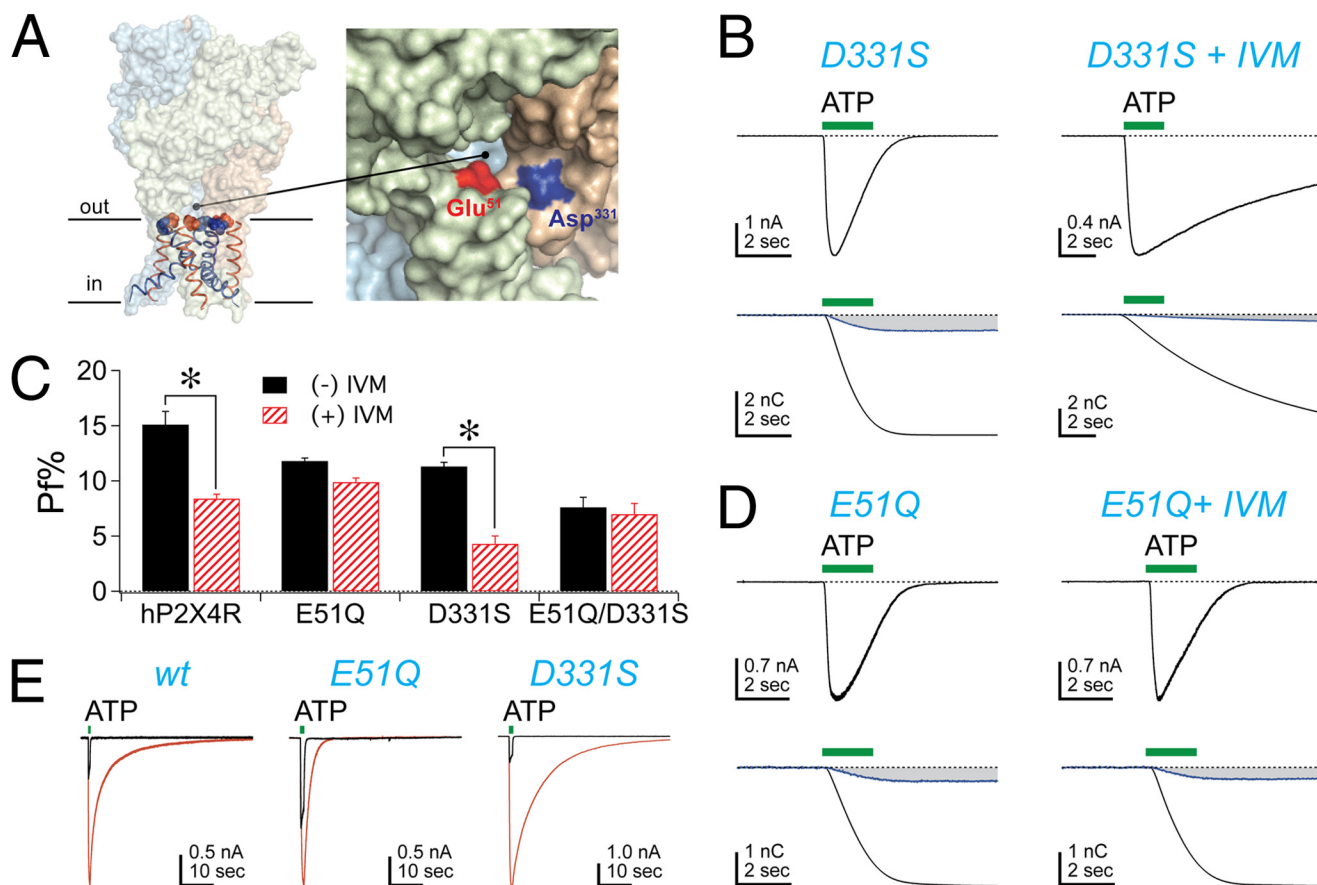 A
out
in
Glu51
Asp331
B
D331S
D331S + IVM
ATP
ATP
1 nA
2 sec
0.4 nA
2 sec
2 nC
2 sec
2 nC
2 sec
C
Pf%
20
15
10
5
0
*
*
(-) IVM
(+) IVM
hP2X4R
E51Q
D331S
E51Q/D331S
D
E51Q
E51Q+ IVM
ATP
ATP
0.7 nA
2 sec
0.7 nA
2 sec
1 nC
2 sec
1 nC
2 sec
E
wt
E51Q
D331S
ATP
ATP
ATP
0.5 nA
10 sec
0.5 nA
10 sec
1.0 nA
10 sec